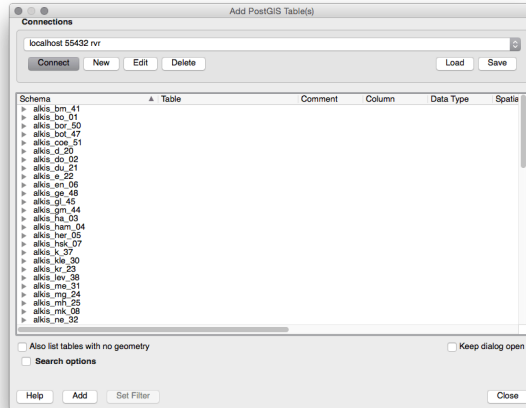 Add PostGIS Table(s)
Connections
localhost 55432 rvr
Connect New Edit Delete Load Save
Schema Table Comment Column Data Type Spatia
alkis_bm_41
alkis_bo_01
alkis_bor_50
alkis_bot_47
alkis_coe_51
alkis_d_20
alkis_do_02
alkis_du_21
alkis_e_22
alkis_en_06
alkis_ge_48
alkis_gl_45
alkis_gm_44
alkis_ha_03
alkis_ham_04
alkis_her_05
alkis_hsk_07
alkis_k_37
alkis_kle_30
alkis_kr_23
alkis_lev_38
alkis_me_31
alkis_mg_24
alkis_mh_25
alkis_mk_08
alkis_ne_32
Also list tables with no geometry Keep dialog open
Search options
Help Add Set Filter Close